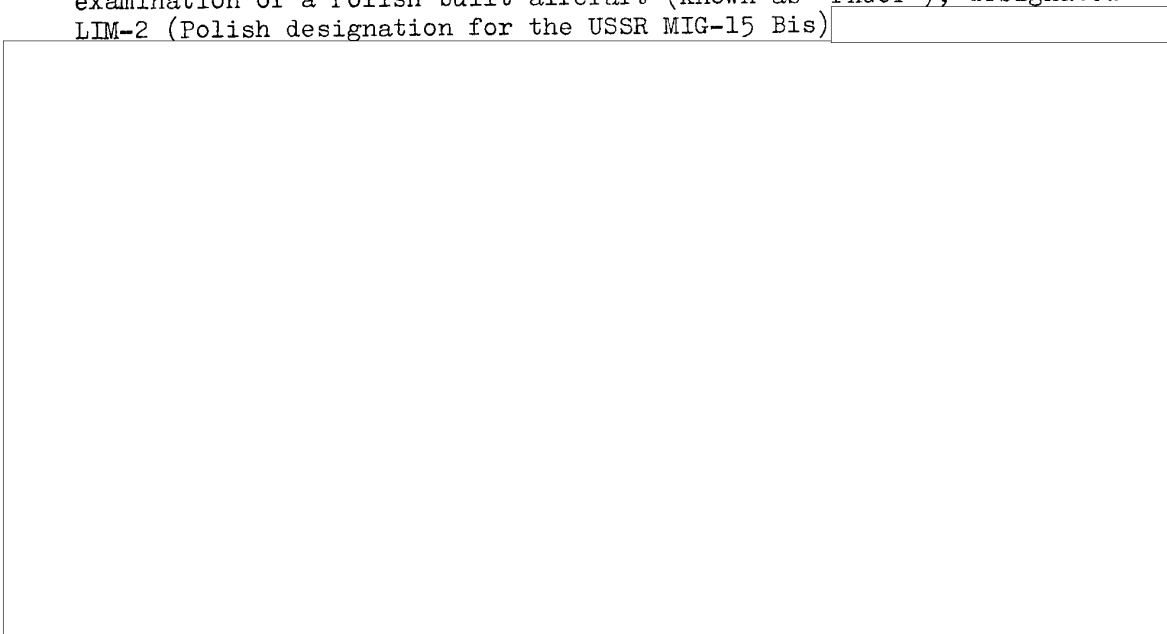 examination of a Polish built aircraft (known as ), designated
LIM-2 (Polish designation for the USSR MIG-15 Bis)